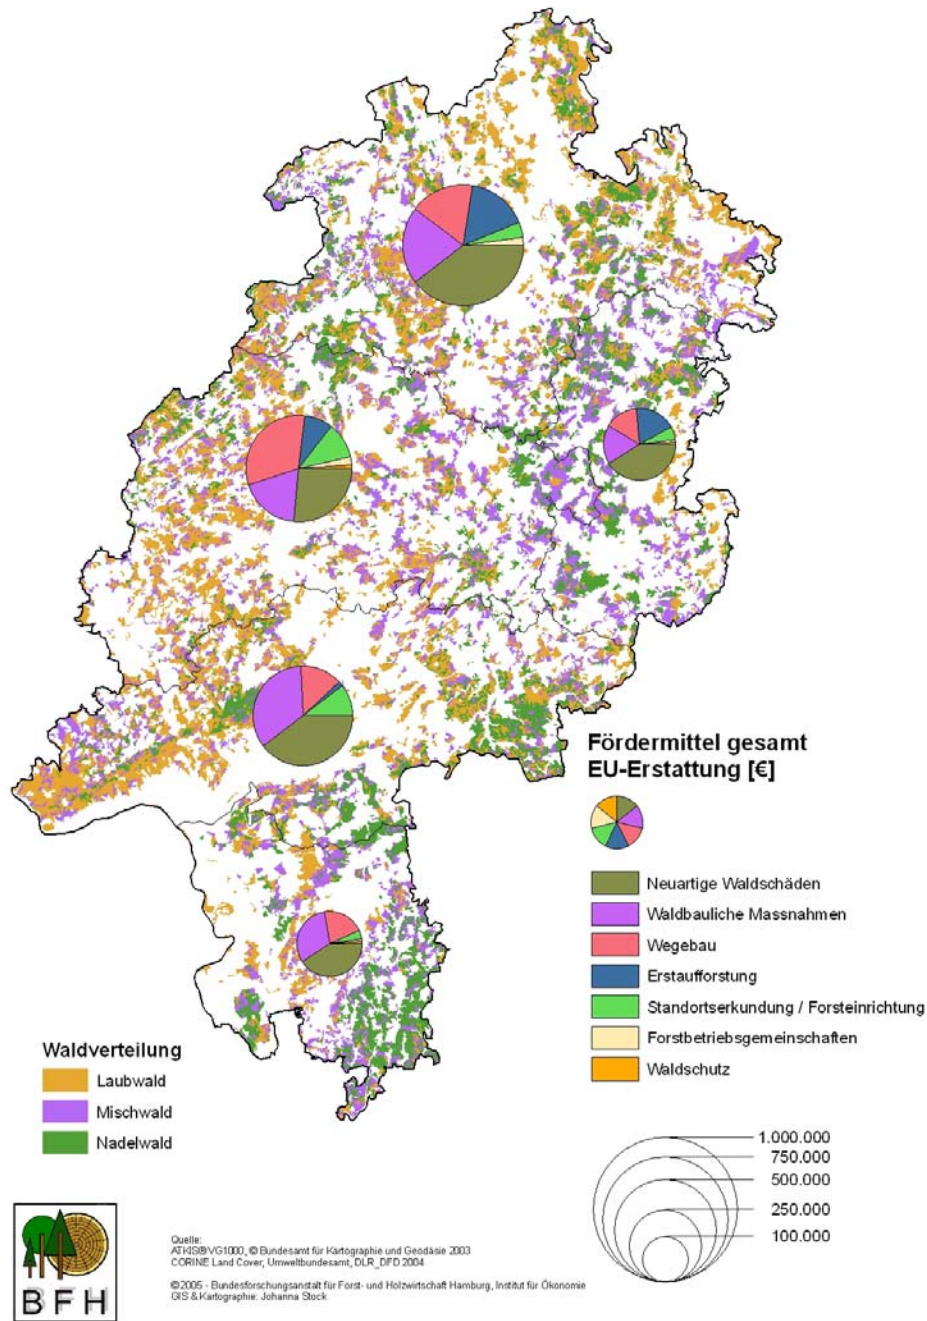 Fördermittel gesamt
EU-Erstattung [€]
Neuartige Waldschäden
Waldbauliche Massnahmen
Wegebau
Erstaufforstung
Standortserkundung / Forsteinrichtung
Forstbetriebsgemeinschaften
Waldschutz
Waldverteilung
Laubwald
Mischwald
Nadelwald
1.000.000
750.000
500.000
250.000
100.000
BFH
Quelle:
ATKIS®VG1000, © Bundesamt für Kartographie und Geodäsie 2003
CORINE Land Cover, Umweltbundesamt, DLR_DFD 2004
©2005 - Bundesforschungsanstalt für Forst- und Holzwirtschaft Hamburg, Institut für Ökonomie
GIS & Kartographie: Johanna Stock